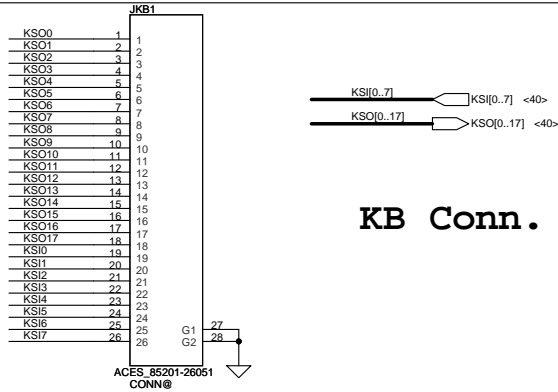 JKB1
KSO0 1 1
KSO1 2 2
KSO2 3 3
KSO3 4 4
KSO4 5 5
KSO5 6 6
KSO6 7 7
KSO7 8 8
KSO8 9 9
KSO9 10 10
KSO10 11 11
KSO11 12 12
KSO12 13 13
KSO13 14 14
KSO14 15 15
KSO15 16 16
KSO16 17 17
KSO17 18 18
KSI0 19 19
KSI1 20 20
KSI2 21 21
KSI3 22 22
KSI4 23 23
KSI5 24 24
KSI6 25 25 G1 27
KSI7 26 26 G2 28
ACES_85201-26051
CONN@
KSI[0..7] KSI[0..7] <40>
KSO[0..17] KSO[0..17] <40>
KB Conn.